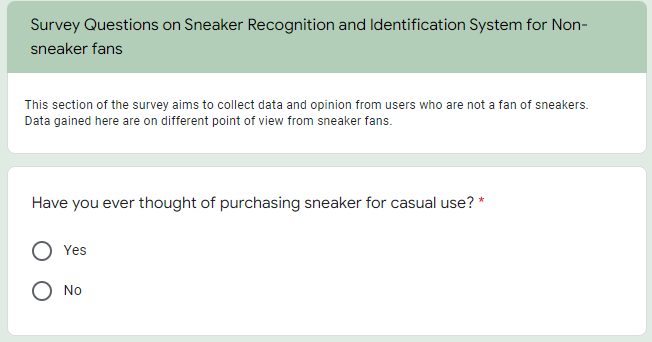 Survey Questions on Sneaker Recognition and Identification System for Non-
sneaker fans
This section of the survey aims to collect data and opinion from users who are not a fan of sneakers.
Data gained here are on different point of view from sneaker fans.
Have you ever thought of purchasing sneaker for casual use? *
Yes
No